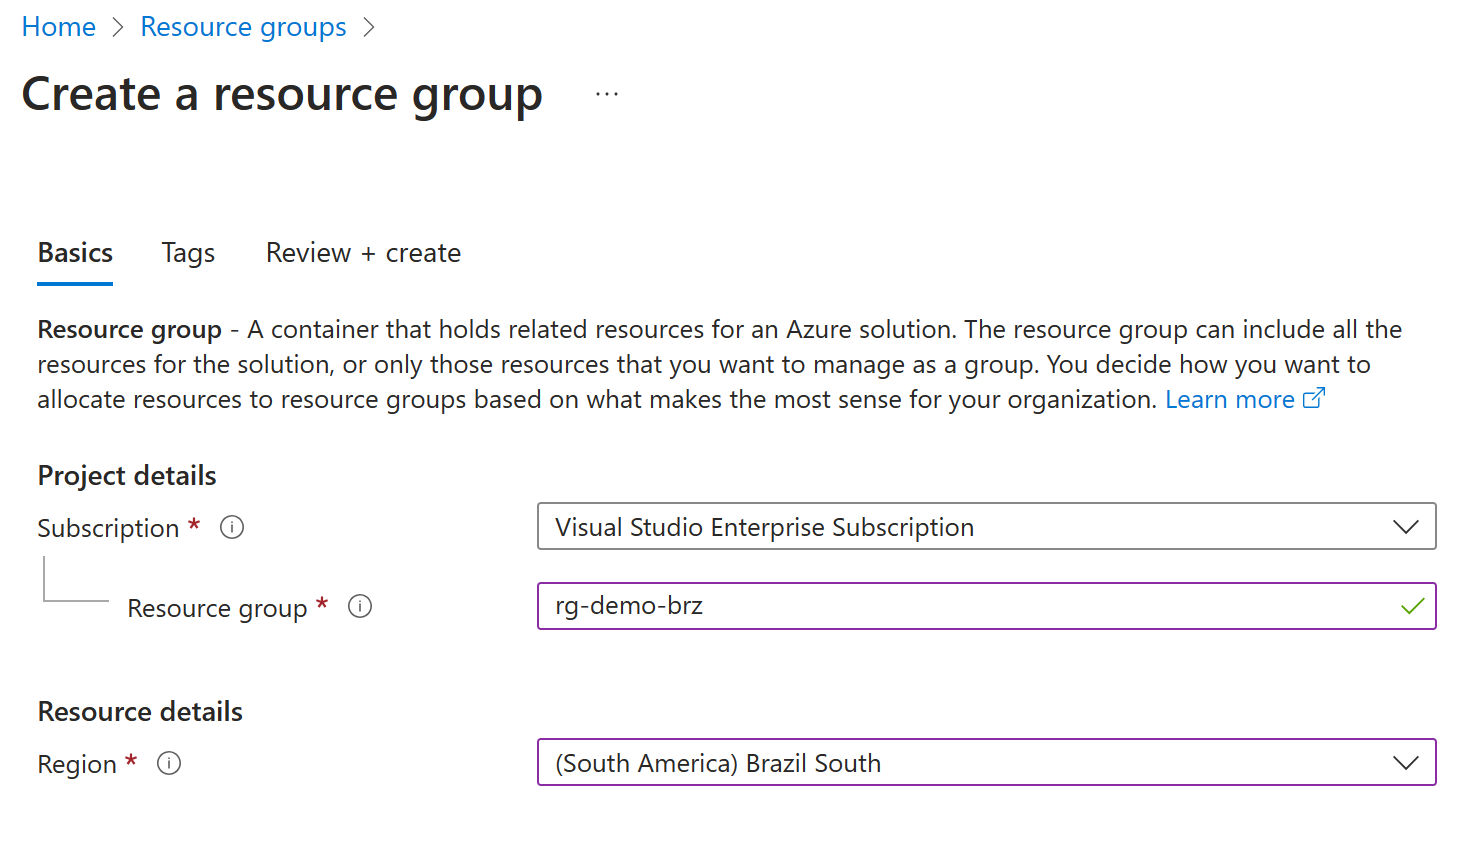 Home > Resource groups >
Create a resource group ...
Basics Tags Review + create
Resource group - A container that holds related resources for an Azure solution. The resource group can include all the
resources for the solution, or only those resources that you want to manage as a group. You decide how you want to
allocate resources to resource groups based on what makes the most sense for your organization. Learn more
Project details
Subscription * Visual Studio Enterprise Subscription
Resource group * rg-demo-brz
Resource details
Region * (South America) Brazil South